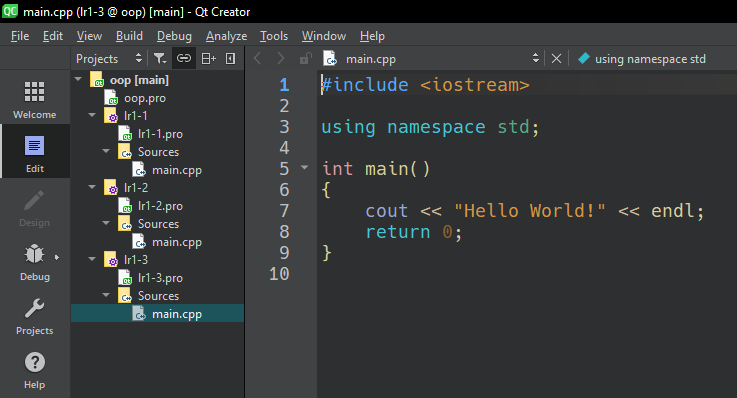 QC main.cpp (lr1-3 @ oop) [main] - Qt Creator
File Edit View Build Debug Analyze Tools Window Help
Projects
main.cpp
using namespace std
Welcome
Edit
Design
Debug
Projects
Help
oop [main]
oop.pro
lr1-1
lr1-1.pro
Sources
main.cpp
lr1-2
lr1-2.pro
Sources
main.cpp
lr1-3
lr1-3.pro
Sources
main.cpp
1 #include <iostream>
2
3 using namespace std;
4
5 int main()
6 {
7 cout << "Hello World!" << endl;
8 return 0;
9 }
10